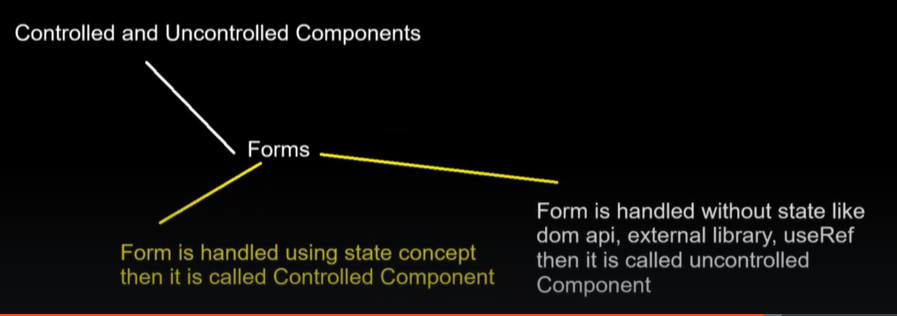 Controlled and Uncontrolled Components
Forms
Form is handled using state concept
then it is called Controlled Component
Form is handled without state like
dom api, external library, useRef
then it is called uncontrolled
Component